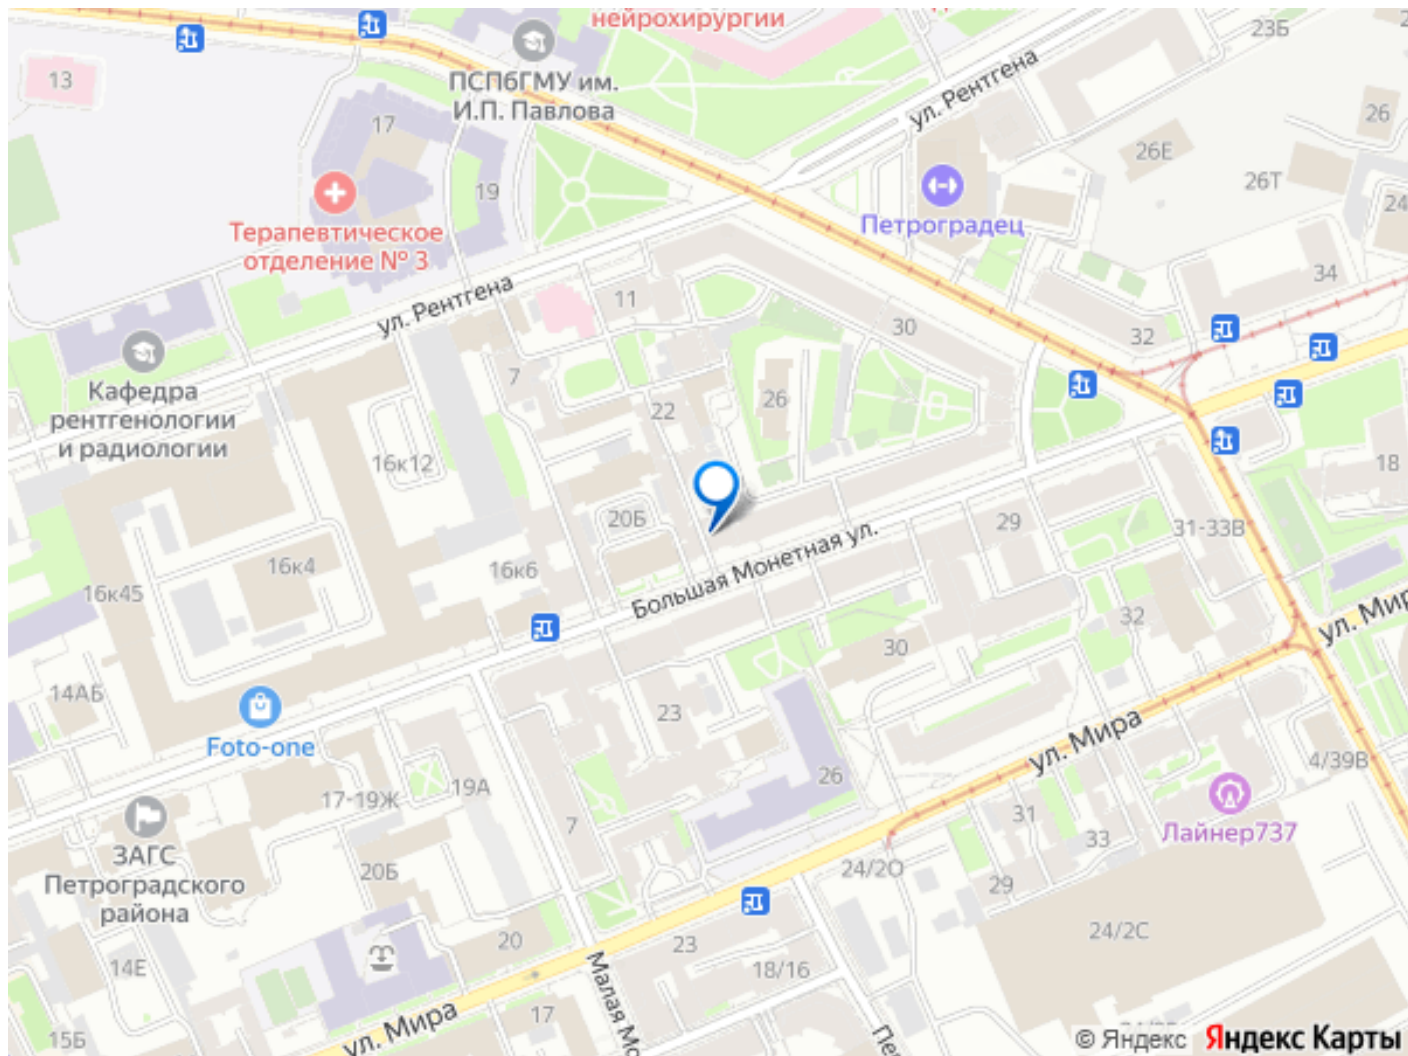 нейрохирургии
23Б
13
ПСПбГМУ им.
И.П. Павлова
ул. Рентгена
26
17
26Е
26Т
19
24
Петроградец
Терапевтическое
отделение № 3
34
ул. Рентгена
11
30
32
Кафедра
рентгенологии
и радиологии
7
26
22
16к12
18
20Б
29
31-33В
Большая Монетная ул.
16к4
16к6
16к45
ул. Мир
32
30
14АБ
23
Foto-one
ул. Мира
4/39В
26
19А
17-19Ж
31
Лайнер737
7
33
ЗАГС
Петроградского
района
20Б
24/2О
29
24/2С
20
23
14Е
18/16
Малая Мо
17
15Б
ул. Мира
Пес
© Яндекс Яндекс Карты